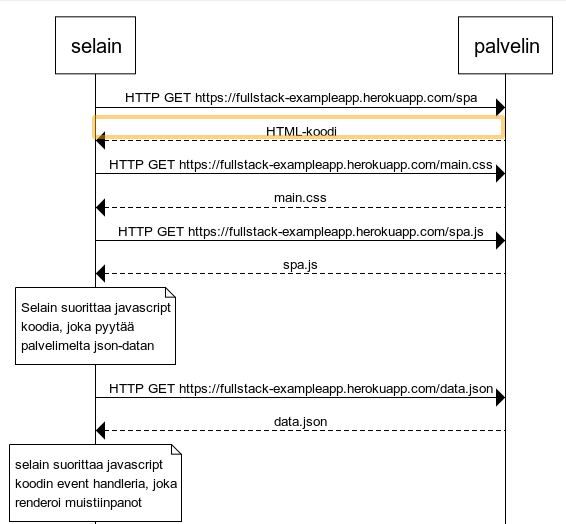 selain
palvelin
HTTP GET https://fullstack-exampleapp.herokuapp.com/spa
HTML-koodi
HTTP GET https://fullstack-exampleapp.herokuapp.com/main.css
main.css
HTTP GET https://fullstack-exampleapp.herokuapp.com/spa.js
spa.js
Selain suorittaa javascript
koodia, joka pyytää
palvelimelta json-datan
HTTP GET https://fullstack-exampleapp.herokuapp.com/data.json
data.json
selain suorittaa javascript
koodin event handleria, joka
renderoi muistiinpanot